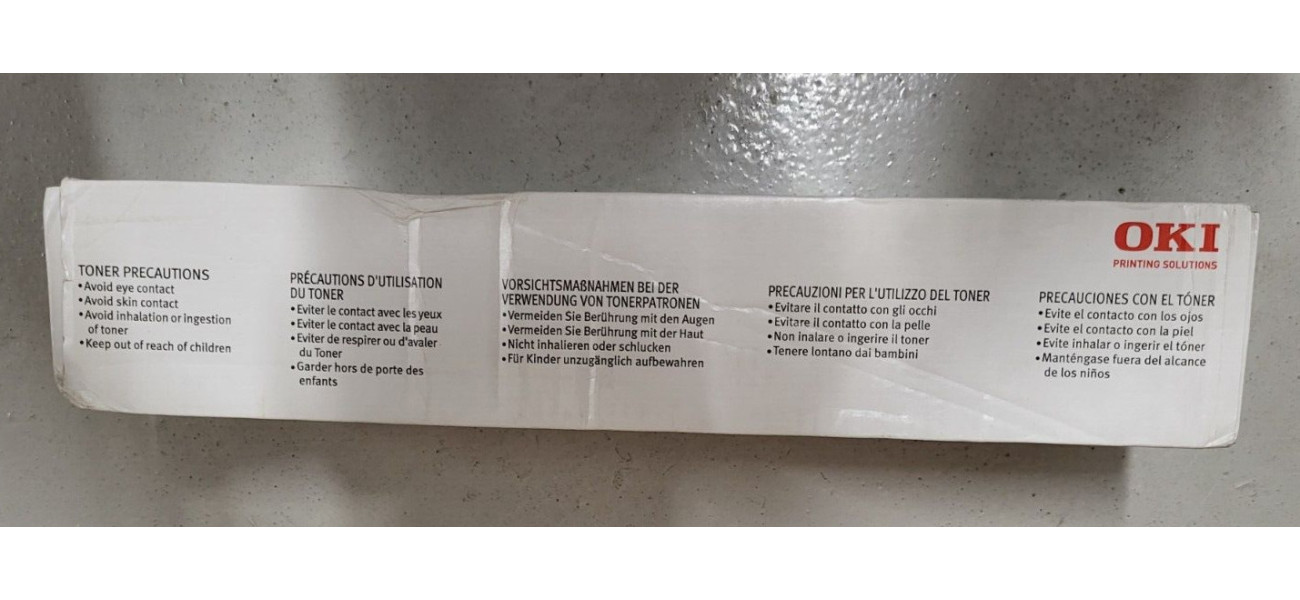 TONER PRECAUTIONS
•Avoid eye contact
•Avoid skin contact
•Avoid inhalation or ingestion
of toner
•Keep out of reach of children
PRÉCAUTIONS D'UTILISATION
DU TONER
•Eviter le contact avec les yeux
•Eviter le contact avec la peau
•Eviter de respirer ou d'avaler
du Toner
•Garder hors de porte des
enfants
VORSICHTSMAßNAHMEN BEI DER
VERWENDUNG VON TONERPATRONEN
•Vermeiden Sie Berührung mit den Augen
•Vermeiden Sie Berührung mit der Haut
•Nicht inhalieren oder schlucken
•Für Kinder unzugänglich aufbewahren
PRECAUZIONI PER L'UTILIZZO DEL TONER
•Evitare il contatto con gli occhi
•Evitare il contatto con la pelle
•Non inalare o ingerire il toner
•Tenere lontano dai bambini
OKI
PRINTING SOLUTIONS
PRECAUCIONES CON EL TÓNER
•Evite el contacto con los ojos
•Evite el contacto con la piel
•Evite inhalar o ingerir el tóner
•Manténgase fuera del alcance
de los niños